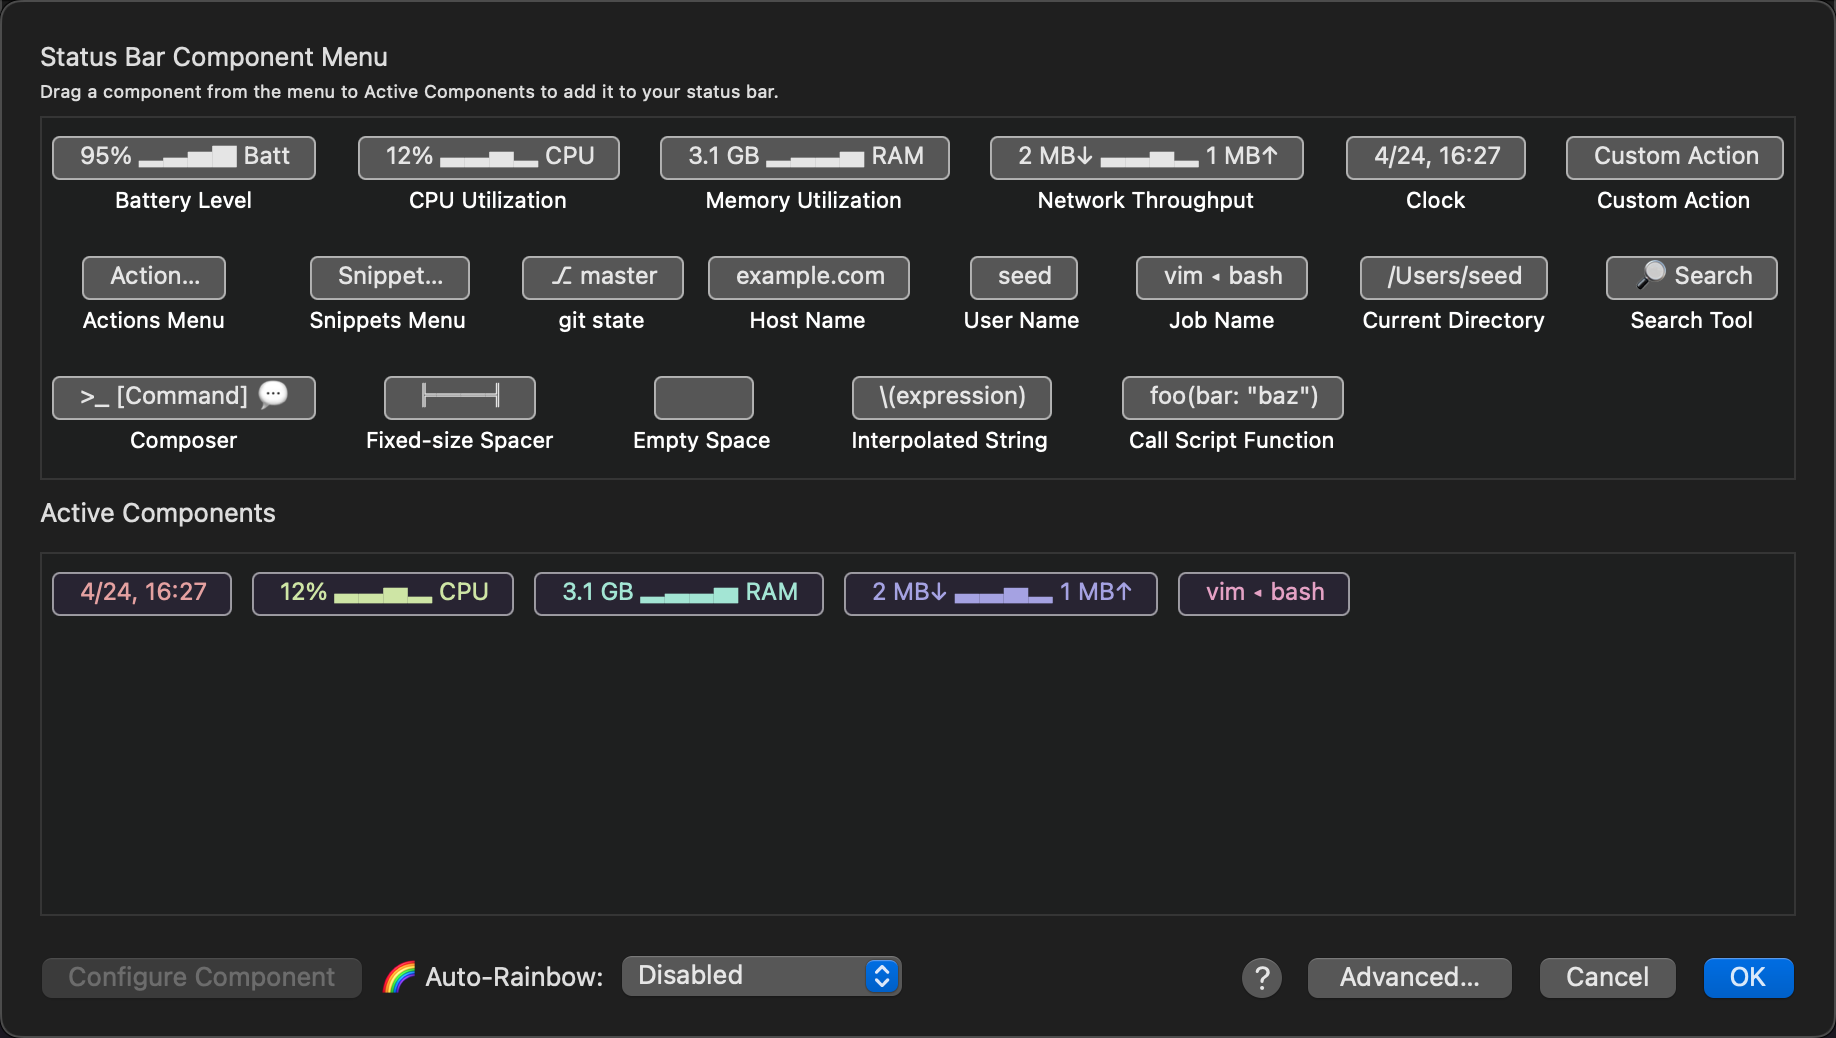 Status Bar Component Menu
Drag a component from the menu to Active Components to add it to your status bar.
95% Batt 12% CPU 3.1 GB RAM 2 MB↓ 1 MB↑ 4/24, 16:27 Custom Action
Battery Level CPU Utilization Memory Utilization Network Throughput Clock Custom Action
Action... Snippet... ⎇ master example.com seed vim ◂ bash /Users/seed 🔎 Search
Actions Menu Snippets Menu git state Host Name User Name Job Name Current Directory Search Tool
>_ [Command] 💬 \(expression) foo(bar: "baz")
Composer Fixed-size Spacer Empty Space Interpolated String Call Script Function
Active Components
4/24, 16:27 12% CPU 3.1 GB RAM 2 MB↓ 1 MB↑ vim ◂ bash
Configure Component 🌈 Auto-Rainbow: Disabled ? Advanced... Cancel OK